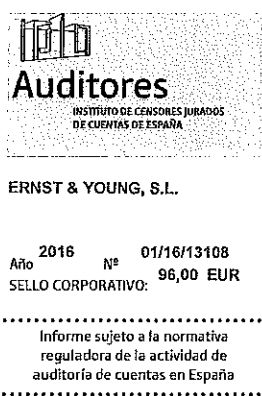 Auditores
INSTITUTO DE CENSORES JURADOS
DE CUENTAS DE ESPAÑA
ERNST & YOUNG, S.L.
Año 2016 Nº 01/16/13108
SELLO CORPORATIVO: 96,00 EUR
Informe sujeto a la normativa
reguladora de la actividad de
auditoría de cuentas en España